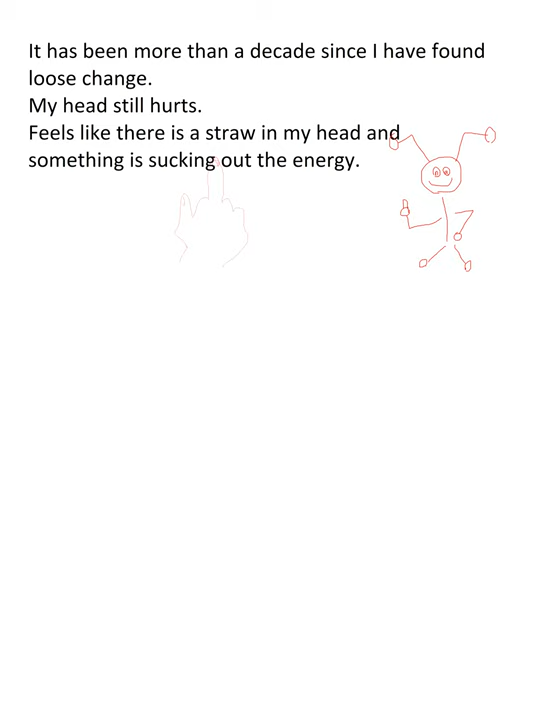 It has been more than a decade since I have found
loose change.
My head still hurts.
Feels like there is a straw in my head and
something is sucking out the energy.